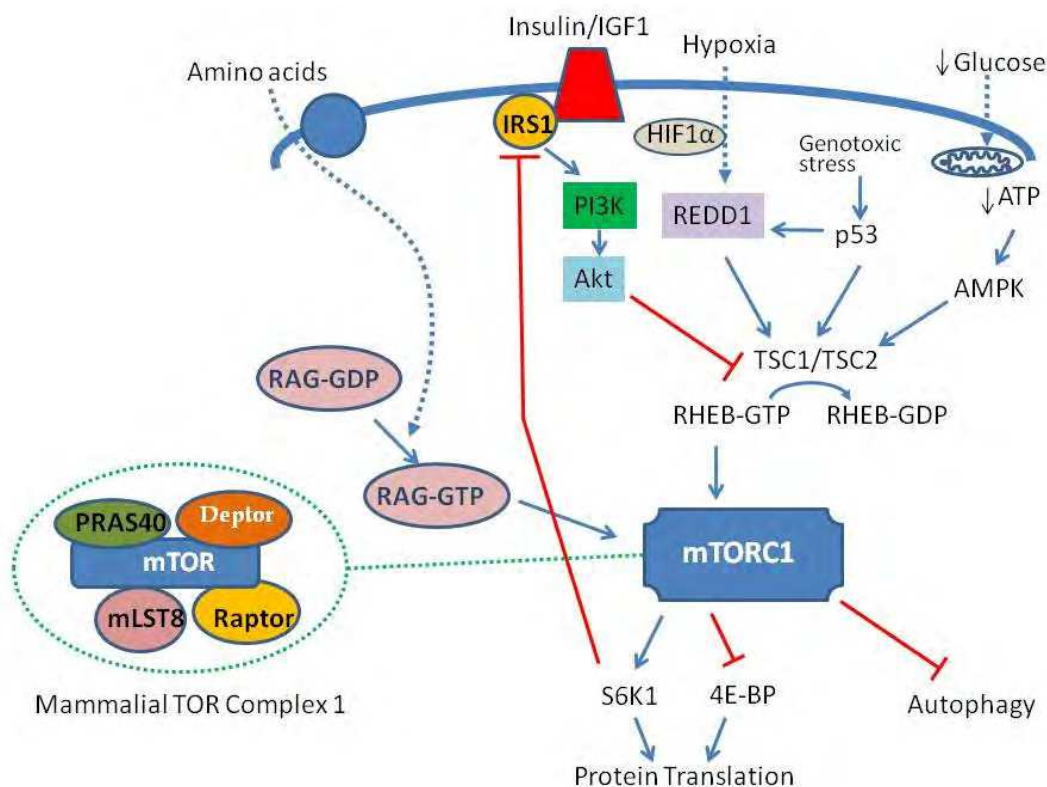 Insulin/IGF1
Hypoxia
Amino acids
↓ Glucose
IRS1
HIF1α
Genotoxic
stress
PI3K
REDD1
p53
↓ ATP
Akt
AMPK
TSC1/TSC2
RAG-GDP
RHEB-GTP
RHEB-GDP
RAG-GTP
PRAS40
Deptor
mTOR
mTORC1
mLST8
Raptor
Mammalial TOR Complex 1
S6K1
4E-BP
Autophagy
Protein Translation